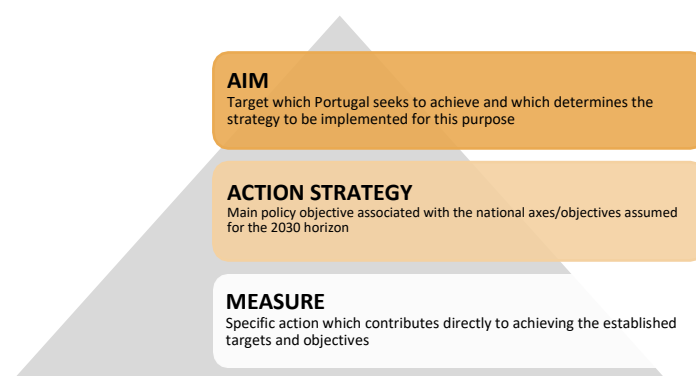 AIM
Target which Portugal seeks to achieve and which determines the
strategy to be implemented for this purpose
ACTION STRATEGY
Main policy objective associated with the national axes/objectives assumed
for the 2030 horizon
MEASURE
Specific action which contributes directly to achieving the established
targets and objectives